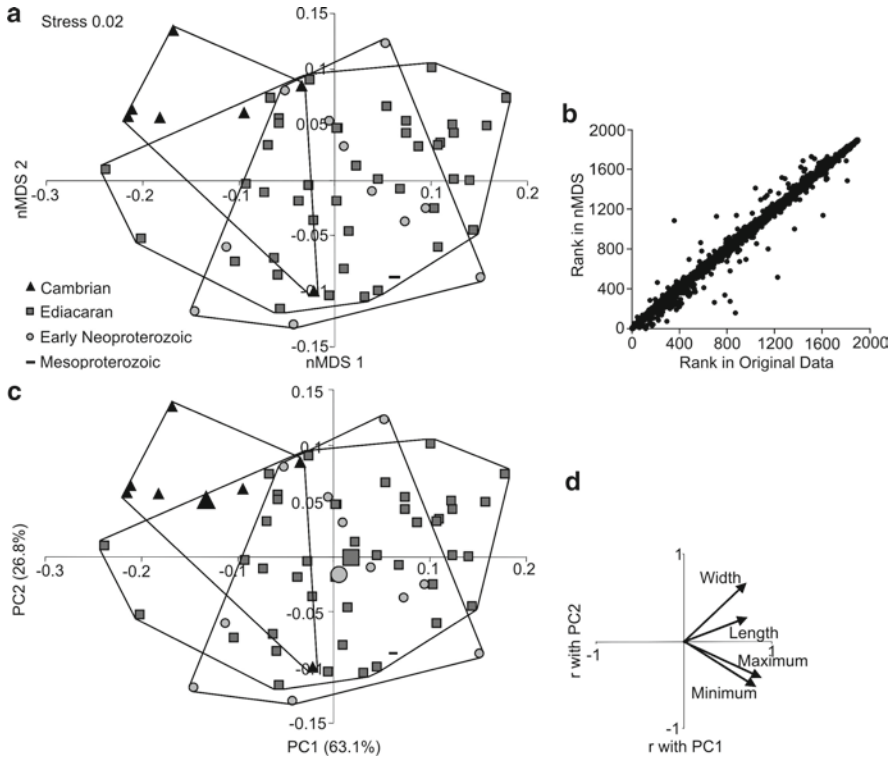 a
Stress 0.02
0.15
0.1
0.05
-0.3
-0.2
-0.1
0.1
0.2
-0.05
-0.1
-0.15
nMDS 2
nMDS 1
Cambrian
Ediacaran
Early Neoproterozoic
Mesoproterozoic
b
1900
1600
1200
800
400
0
0
400
800
1200
1600
1900
Rank in nMDS
Rank in Original Data
c
0.15
0.1
0.05
-0.3
-0.2
-0.1
0.1
0.2
-0.05
-0.1
-0.15
PC2 (26.8%)
PC1 (63.1%)
d
1
Width
Length
-1
1
Maximum
Minimum
-1
r with PC2
r with PC1